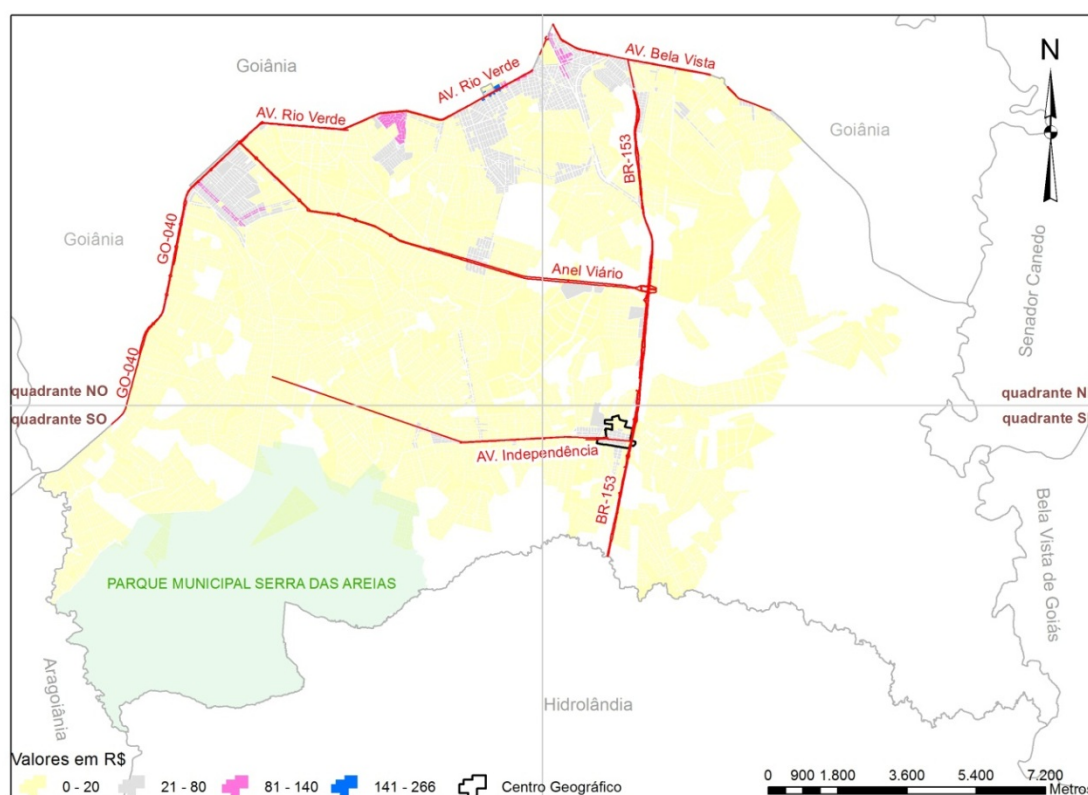 Goiânia
AV. Bela Vista
N
AV. Rio Verde
AV. Rio Verde
Goiânia
BR-153
Goiânia
GO-040
Anel Viário
Senador Canedo
GO-040
quadrante NO
quadrante N
quadrante SO
quadrante S
AV. Independência
BR-153
Bela Vista de Goiás
PARQUE MUNICIPAL SERRA DAS AREIAS
Aragoiânia
Hidrolândia
Valores em R$
0 - 20
21 - 80
81 - 140
141 - 266
Centro Geográfico
0 900 1.800 3.600 5.400 7.200
Metros